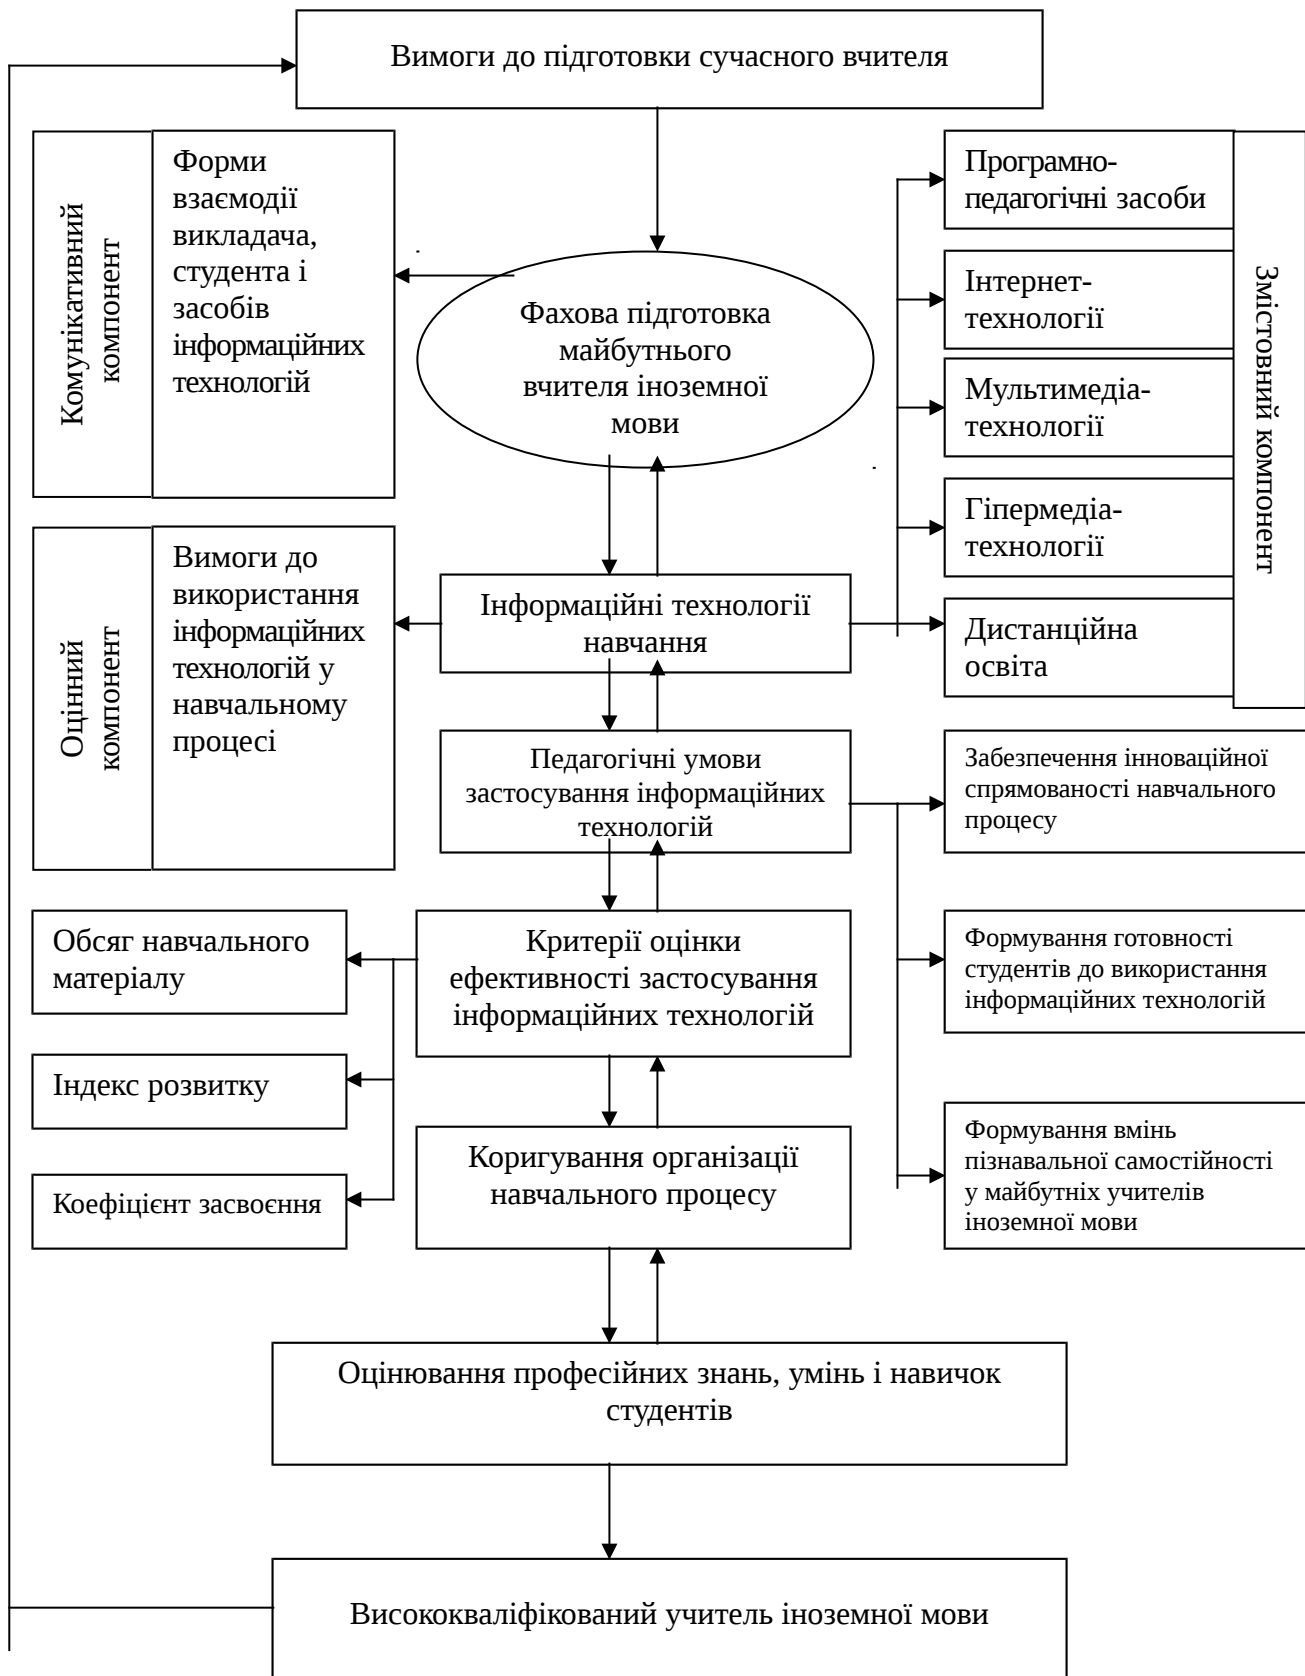 Вимоги до підготовки сучасного вчителя
Комунікативний
компонент
Форми
взаємодії
викладача,
студента і
засобів
інформаційних
технологій
Фахова підготовка
майбутнього
вчителя іноземної
мови
Програмно-
педагогічні засоби
Інтернет-
технології
Мультимедіа-
технології
Гіпермедіа-
технології
Дистанційна
освіта
Змістовний компонент
Оцінний
компонент
Вимоги до
використання
інформаційних
технологій у
навчальному
процесі
Інформаційні технології
навчання
Педагогічні умови
застосування інформаційних
технологій
Забезпечення інноваційної
спрямованості навчального
процесу
Формування готовності
студентів до використання
інформаційних технологій
Формування вмінь
пізнавальної самостійності
у майбутніх учителів
іноземної мови
Обсяг навчального
матеріалу
Індекс розвитку
Коефіцієнт засвоєння
Критерії оцінки
ефективності застосування
інформаційних технологій
Коригування організації
навчального процесу
Оцінювання професійних знань, умінь і навичок
студентів
Висококваліфікований учитель іноземної мови